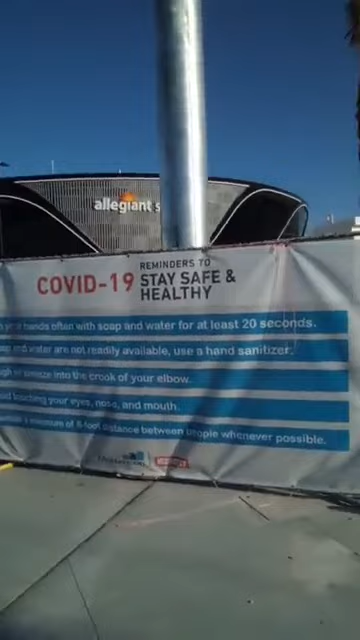 allegiant s
COVID-19
REMINDERS TO
STAY SAFE &
HEALTHY
hands often with soap and water for at least 20 seconds.
and water are not readily available, use a hand sanitizer.
or sneeze into the crook of your elbow.
touching your eyes, nose, and mouth.
a minimum of 6-foot distance between people whenever possible.